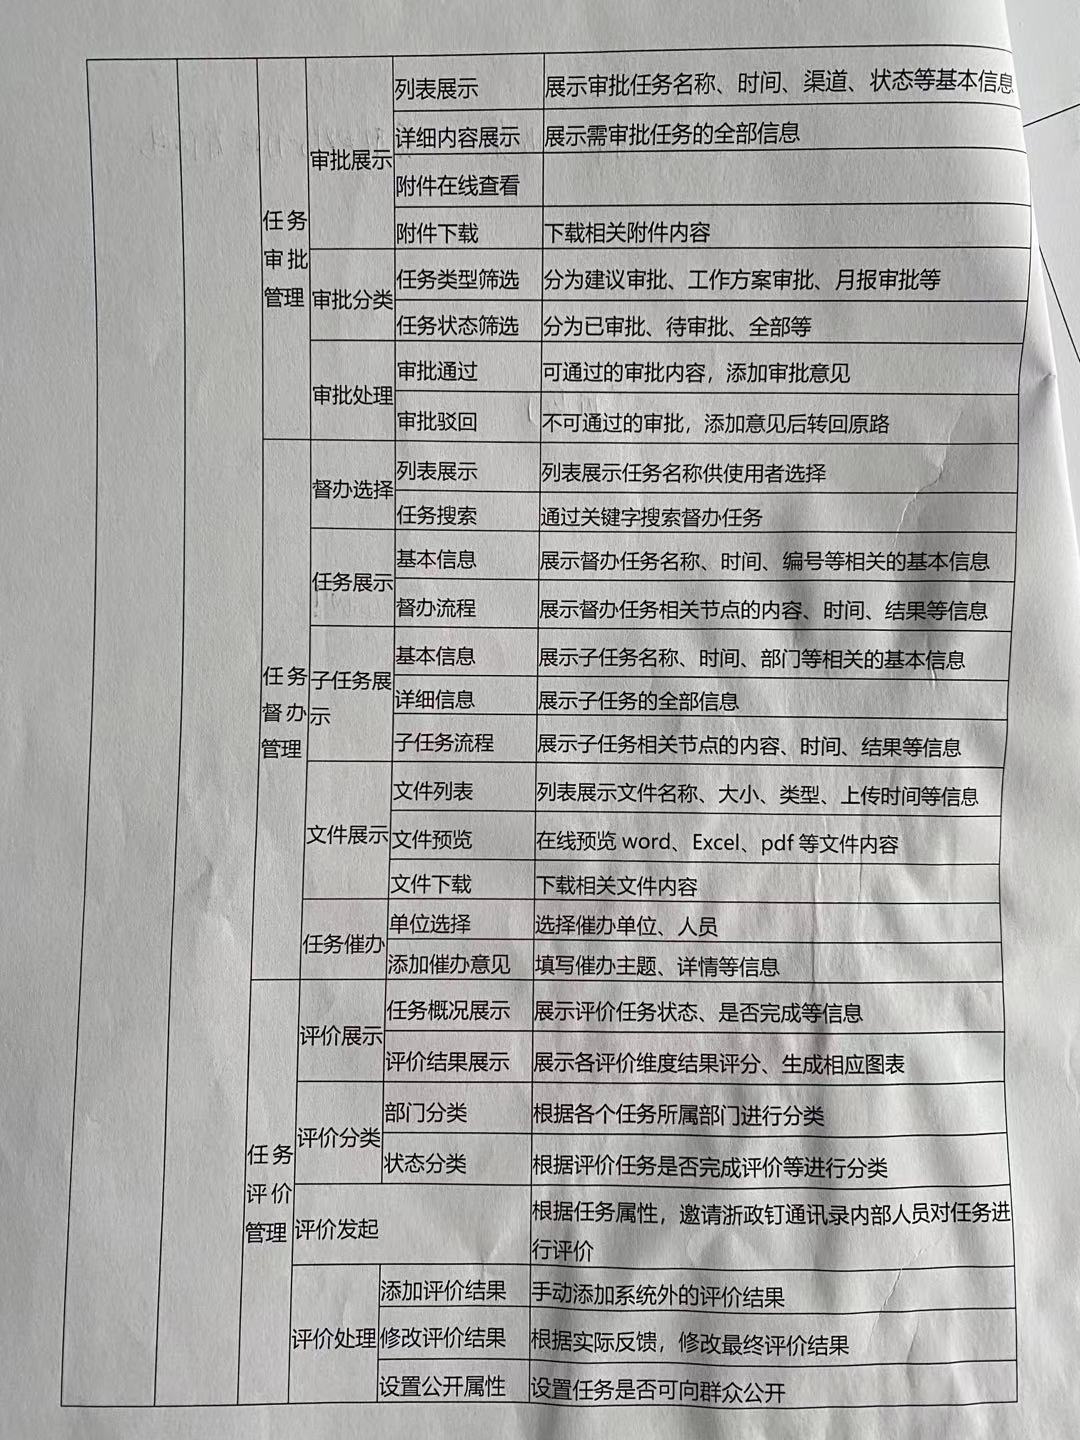 任务
审批
管理
审批展示
列表展示
展示审批任务名称、时间、渠道、状态等基本信息
详细内容展示
展示需审批任务的全部信息
附件在线查看
附件下载
下载相关附件内容
审批分类
任务类型筛选
分为建议审批、工作方案审批、月报审批等
任务状态筛选
分为已审批、待审批、全部等
审批处理
审批通过
可通过的审批内容，添加审批意见
审批驳回
不可通过的审批，添加意见后转回原路
任务
督办
管理
督办选择
列表展示
列表展示任务名称供使用者选择
任务搜索
通过关键字搜索督办任务
任务展示
基本信息
展示督办任务名称、时间、编号等相关的基本信息
督办流程
展示督办任务相关节点的内容、时间、结果等信息
子任务展
示
基本信息
展示子任务名称、时间、部门等相关的基本信息
详细信息
展示子任务的全部信息
子任务流程
展示子任务相关节点的内容、时间、结果等信息
文件展示
文件列表
列表展示文件名称、大小、类型、上传时间等信息
文件预览
在线预览 word、Excel、pdf 等文件内容
文件下载
下载相关文件内容
任务催办
单位选择
选择催办单位、人员
添加催办意见
填写催办主题、详情等信息
任务
评价
管理
评价展示
任务概况展示
展示评价任务状态、是否完成等信息
评价结果展示
展示各评价维度结果评分、生成相应图表
评价分类
部门分类
根据各个任务所属部门进行分类
状态分类
根据评价任务是否完成评价等进行分类
评价发起
根据任务属性，邀请浙政钉通讯录内部人员对任务进
行评价
评价处理
添加评价结果
手动添加系统外的评价结果
修改评价结果
根据实际反馈，修改最终评价结果
设置公开属性
设置任务是否可向群众公开